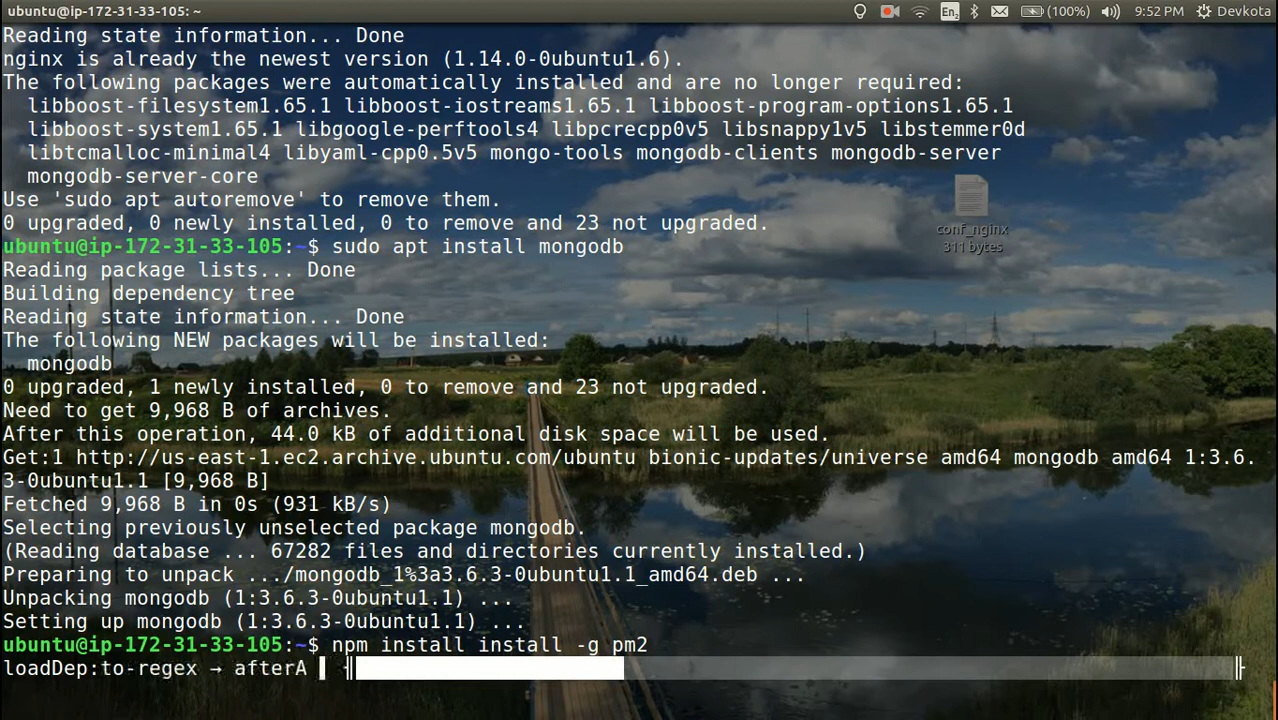 ubuntu@ip-172-31-33-105: ~
En2
(100%)
9:52 PM
Devkota
Reading state information... Done
nginx is already the newest version (1.14.0-0ubuntu1.6).
The following packages were automatically installed and are no longer required:
libboost-filesystem1.65.1 libboost-iostreams1.65.1 libboost-program-options1.65.1
libboost-system1.65.1 libgoogle-perftools4 libpcrecpp0v5 libsnappy1v5 libstemmer0d
libtcmalloc-minimal4 libyaml-cpp0.5v5 mongo-tools mongodb-clients mongodb-server
mongodb-server-core
Use 'sudo apt autoremove' to remove them.
0 upgraded, 0 newly installed, 0 to remove and 23 not upgraded.
conf_nginx
311 bytes
ubuntu@ip-172-31-33-105:~$ sudo apt install mongodb
Reading package lists... Done
Building dependency tree
Reading state information... Done
The following NEW packages will be installed:
mongodb
0 upgraded, 1 newly installed, 0 to remove and 23 not upgraded.
Need to get 9,968 B of archives.
After this operation, 44.0 kB of additional disk space will be used.
Get:1 http://us-east-1.ec2.archive.ubuntu.com/ubuntu bionic-updates/universe amd64 mongodb amd64 1:3.6.
3-0ubuntu1.1 [9,968 B]
Fetched 9,968 B in 0s (931 kB/s)
Selecting previously unselected package mongodb.
(Reading database ... 67282 files and directories currently installed.)
Preparing to unpack .../mongodb_1%3a3.6.3-0ubuntu1.1_amd64.deb ...
Unpacking mongodb (1:3.6.3-0ubuntu1.1) ...
Setting up mongodb (1:3.6.3-0ubuntu1.1) ...
ubuntu@ip-172-31-33-105:~$ npm install install -g pm2
loadDep:to-regex → afterA